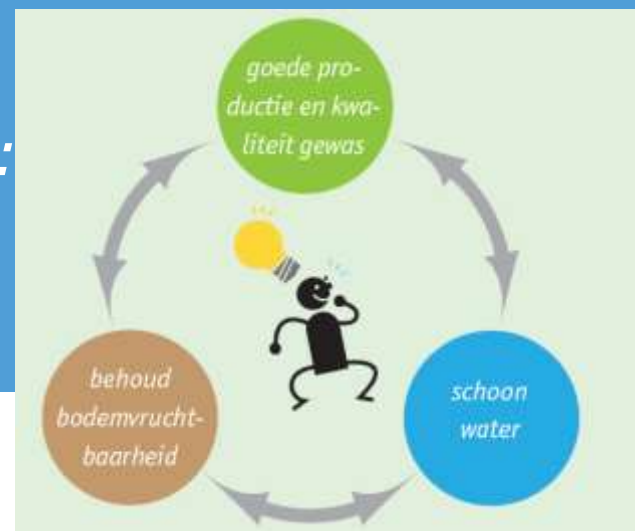 :
goede pro-
ductie en kwa-
liteit gewas
behoud
bodemvrucht-
baarheid
schoon
water